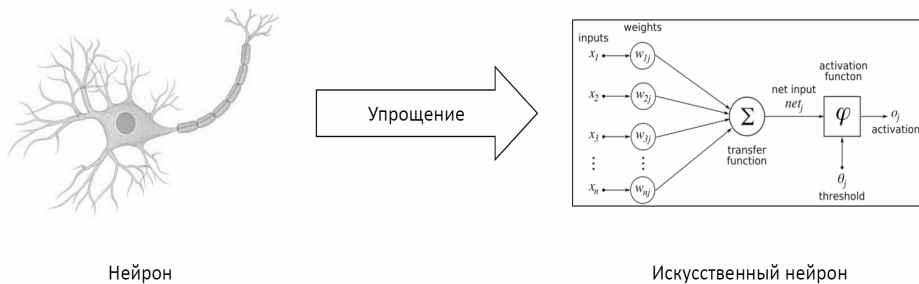 Упрощение
inputs
weights
x₁
w₁ⱼ
x₂
w₂ⱼ
x₃
w₃ⱼ
⋮
⋮
xₙ
wₙⱼ
Σ
transfer
function
net input
netⱼ
activation
functon
φ
oⱼ
activation
θⱼ
threshold
Нейрон
Искусственный нейрон